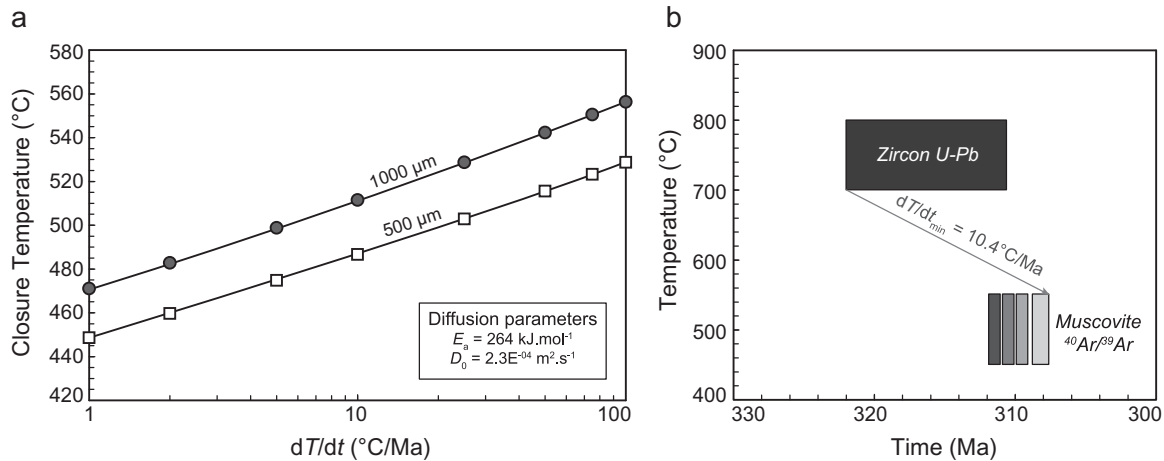 a
580
560
540
520
500
480
460
440
420
Closure Temperature (°C)
1000 µm
500 µm
Diffusion parameters
Eₐ = 264 kJ.mol⁻¹
D₀ = 2.3E⁻⁰⁴ m².s⁻¹
1
10
100
dT/dt (°C/Ma)
b
900
800
700
600
500
400
Temperature (°C)
Zircon U-Pb
dT/dt_min = 10.4°C/Ma
Muscovite
⁴⁰Ar/³⁹Ar
330
320
310
300
Time (Ma)